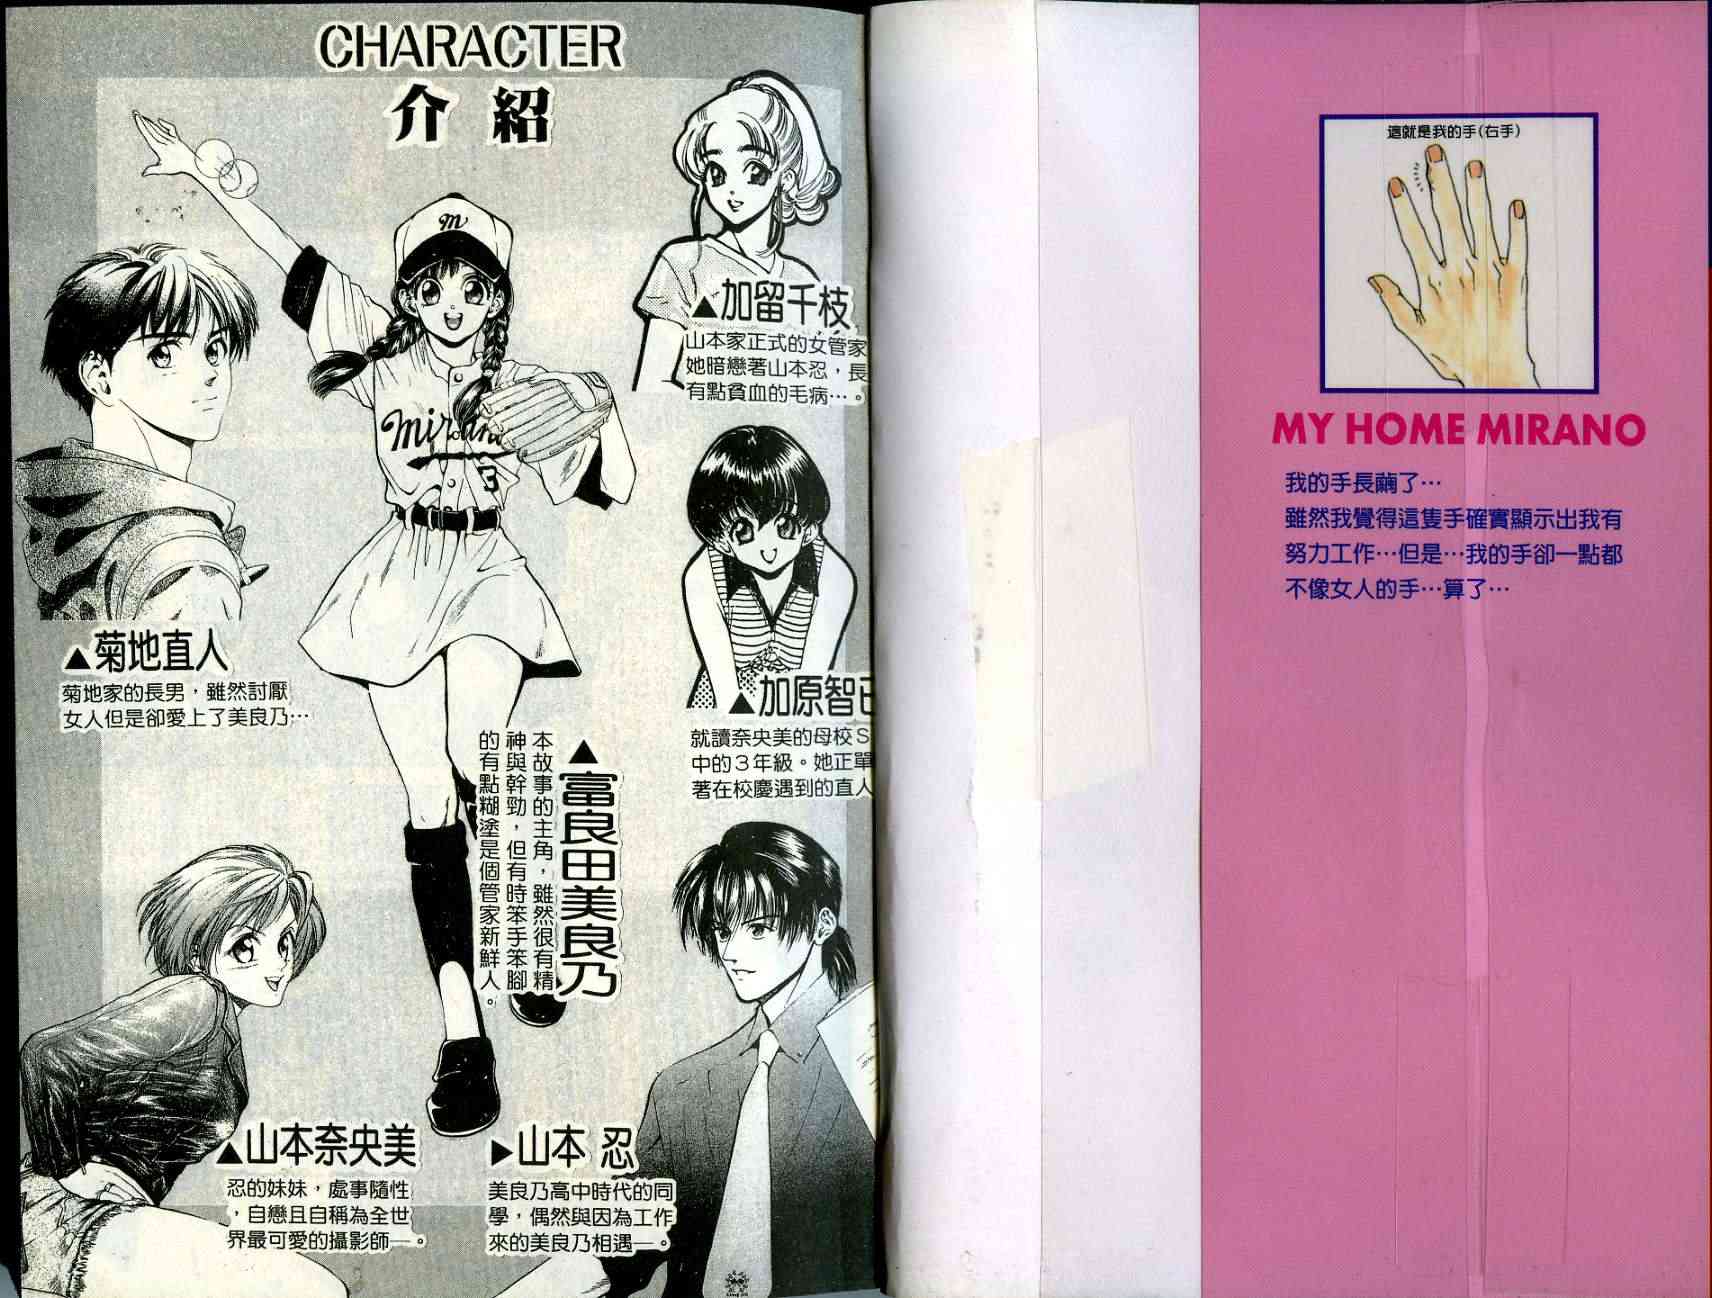 CHARACTER
介紹
m
mirano
3
▲加留千枝
山本家正式的女管家
她暗戀著山本忍，長
有點貧血的毛病…。
▲菊地直人
菊地家的長男，雖然討厭
女人但是卻愛上了美良乃…
▲加原智已
就讀奈央美的母校S
中的3年級。她正單
著在校慶遇到的直人
▲富良田美良乃
本故事的主角，雖然很有精
神與幹勁，但有時笨手笨腳
的有點糊塗是個管家新鮮人。
▲山本奈央美
忍的妹妹，處事隨性
，自戀且自稱為全世
界最可愛的攝影師─。
▶山本 忍
美良乃高中時代的同
學，偶然與因為工作
來的美良乃相遇─。
這就是我的手(右手)
MY HOME MIRANO
我的手長繭了…
雖然我覺得這隻手確實顯示出我有
努力工作…但是…我的手卻一點都
不像女人的手…算了…